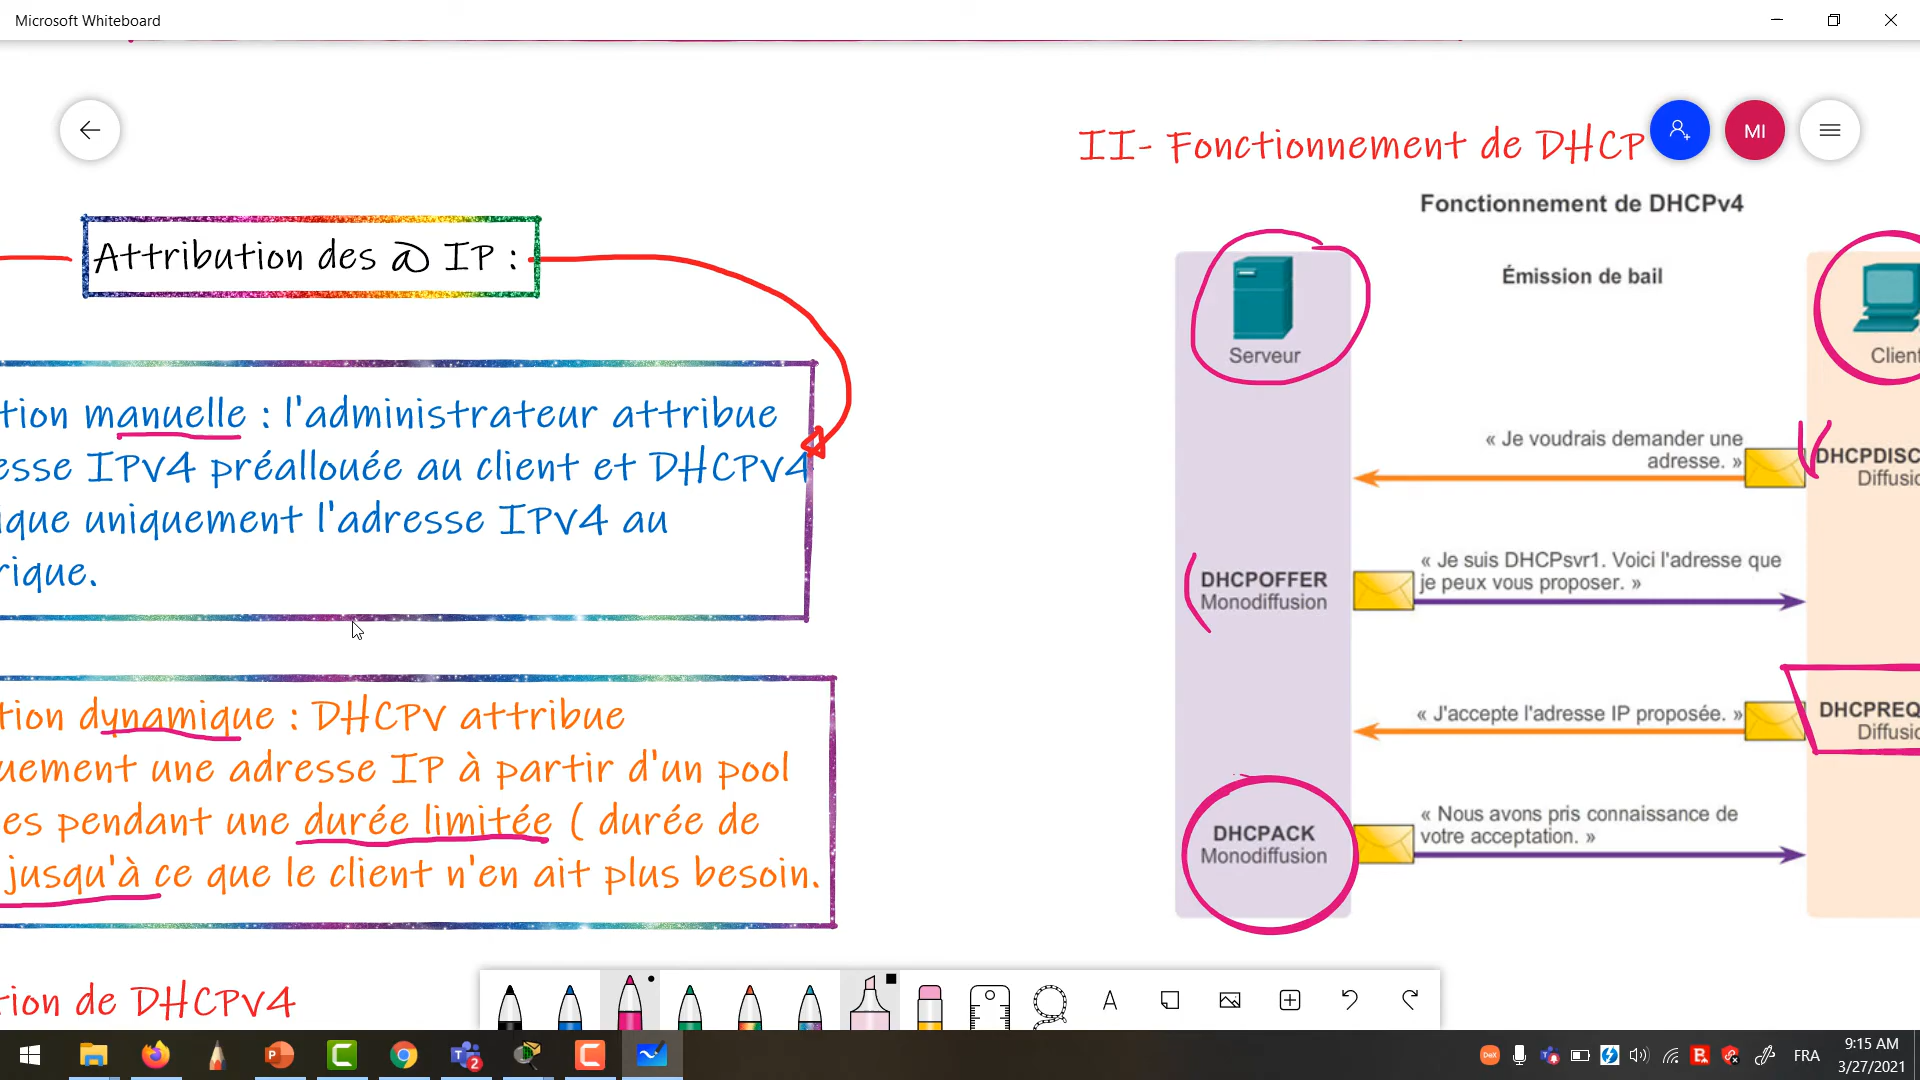 Microsoft Whiteboard
II- Fonctionnement de DHCP
MI
Attribution des @ IP :
tion manuelle : l'administrateur attribue
esse IPv4 préallouée au client et DHCPv4
ique uniquement l'adresse IPv4 au
rique.
tion dynamique : DHCPv attribue
uement une adresse IP à partir d'un pool
es pendant une durée limitée ( durée de
jusqu'à ce que le client n'en ait plus besoin.
tion de DHCPv4
Fonctionnement de DHCPv4
Émission de bail
Serveur
Client
« Je voudrais demander une
adresse. »
DHCPDISC
Diffusio
DHCPOFFER
Monodiffusion
« Je suis DHCPsvr1. Voici l'adresse que
je peux vous proposer. »
« J'accepte l'adresse IP proposée. »
DHCPREQ
Diffusio
DHCPACK
Monodiffusion
« Nous avons pris connaissance de
votre acceptation. »
FRA
9:15 AM
3/27/2021